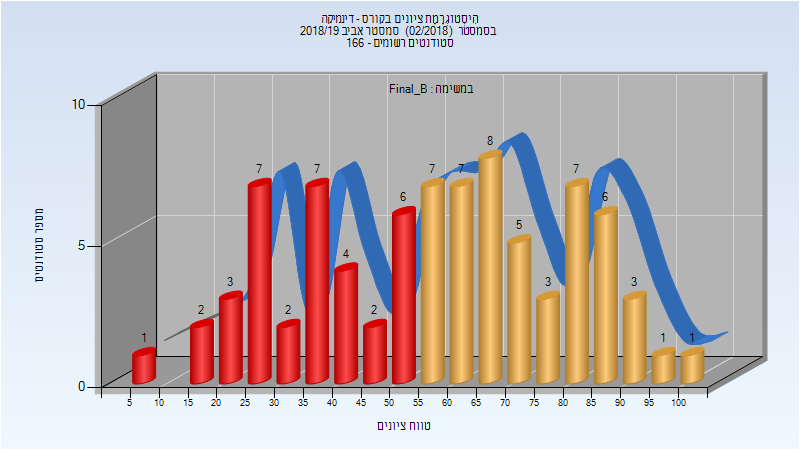 היסטוגרמת ציונים בקורס - דינמיקה
בסמסטר (02/2018) סמסטר אביב 2018/19
סטודנטים רשומים - 166
במשימה : Final_B
מספר סטודנטים
10
5
0
1 2 3 7 2 7 4 2 6 7 7 8 5 3 7 6 3 1 1
5 10 15 20 25 30 35 40 45 50 55 60 65 70 75 80 85 90 95 100
טווח ציונים